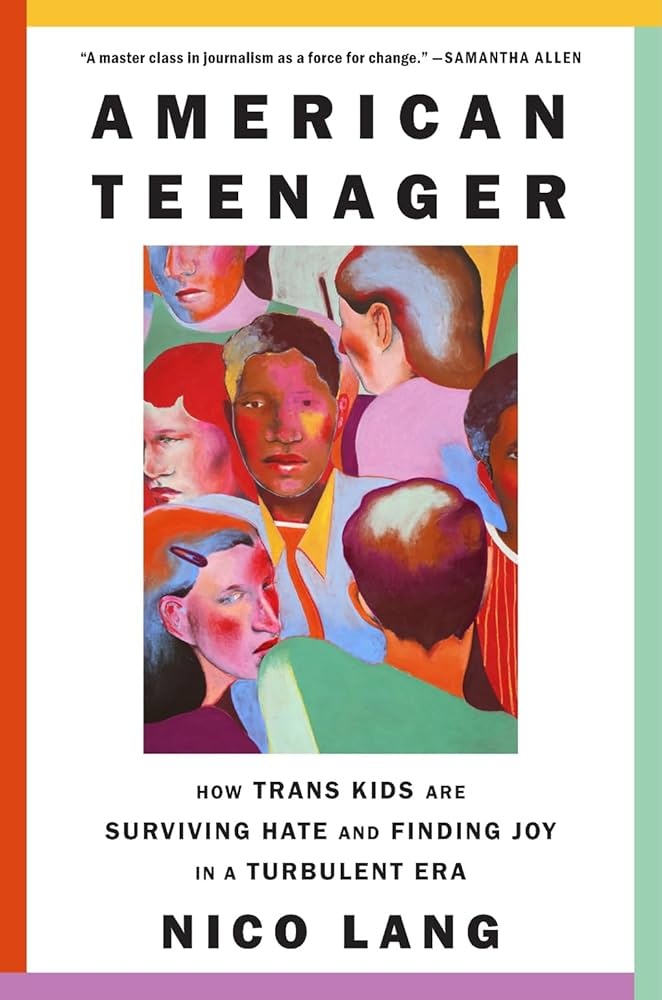 “A master class in journalism as a force for change.” —SAMANTHA ALLEN
AMERICAN
TEENAGER
HOW TRANS KIDS ARE
SURVIVING HATE AND FINDING JOY
IN A TURBULENT ERA
NICO LANG